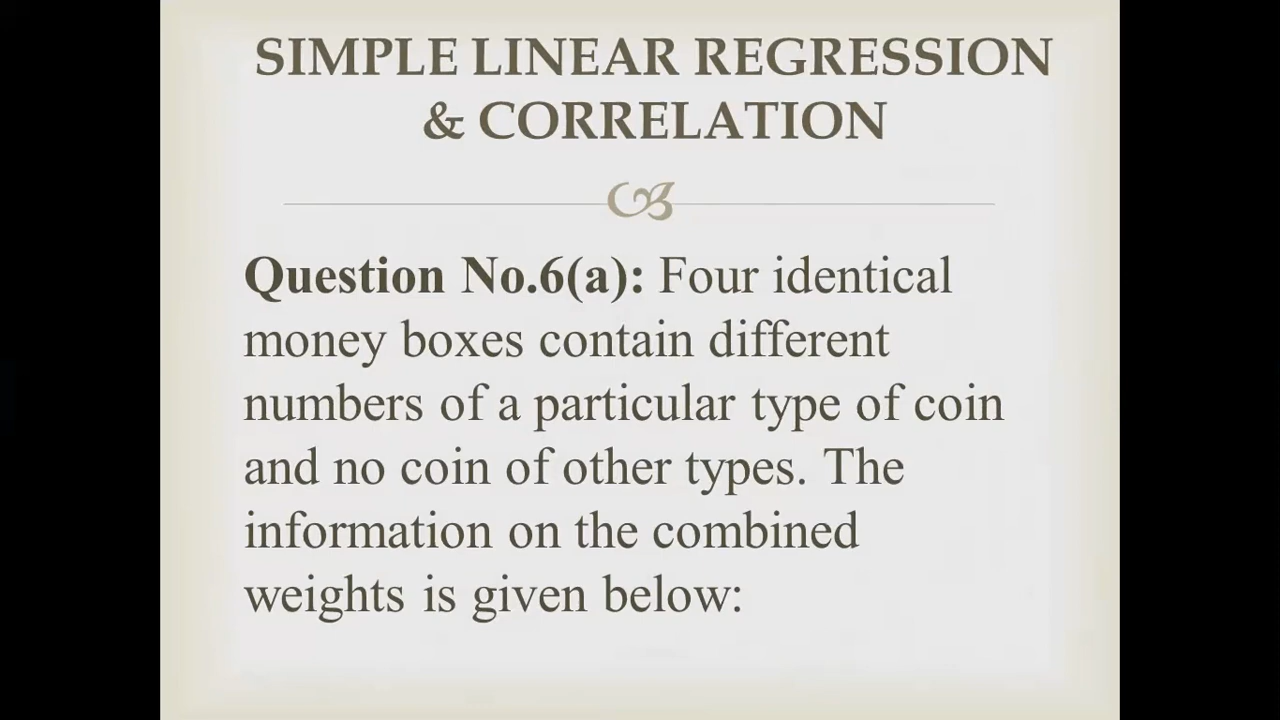 SIMPLE LINEAR REGRESSION
& CORRELATION
Question No.6(a): Four identical
money boxes contain different
numbers of a particular type of coin
and no coin of other types. The
information on the combined
weights is given below: